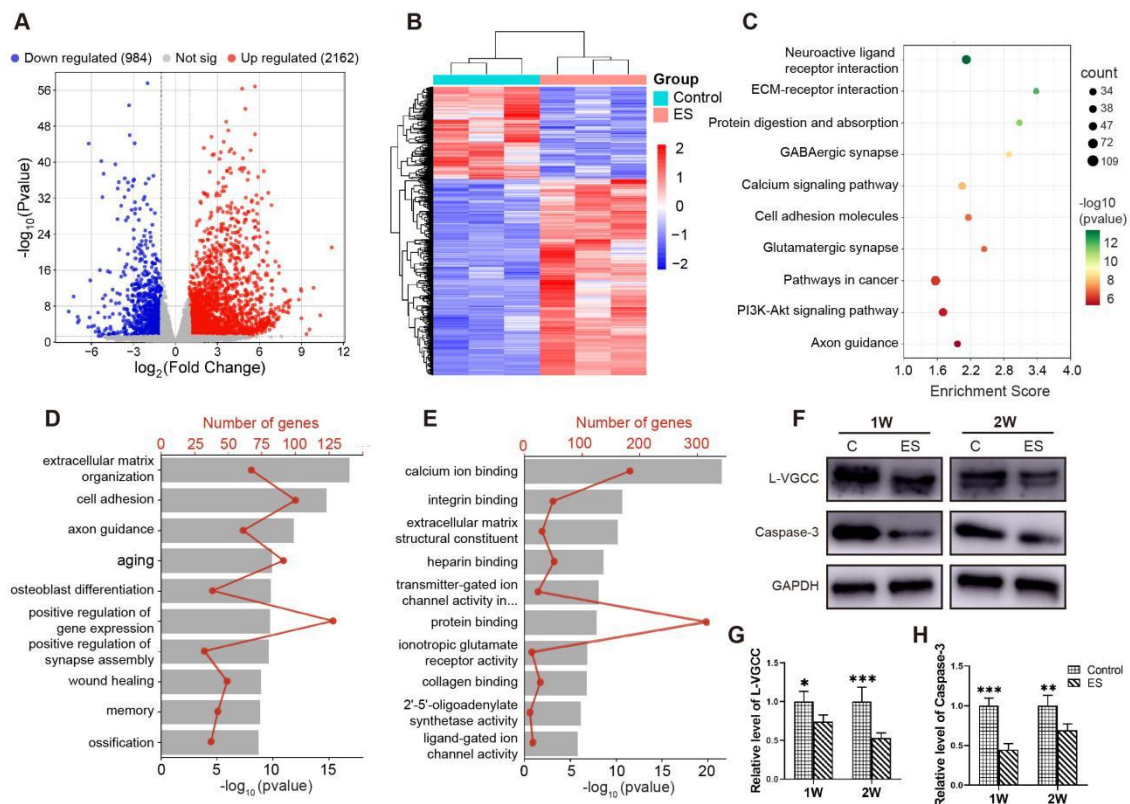 A
Down regulated (984) Not sig Up regulated (2162)
56
48
40
32
24
16
8
0
-log10(Pvalue)
-6 -3 0 3 6 9 12
log2(Fold Change)
B
Group
Control
ES
2
1
0
−1
−2
C
Neuroactive ligand
receptor interaction
ECM-receptor interaction
Protein digestion and absorption
GABAergic synapse
Calcium signaling pathway
Cell adhesion molecules
Glutamatergic synapse
Pathways in cancer
PI3K-Akt signaling pathway
Axon guidance
1.0 1.6 2.2 2.8 3.4 4.0
Enrichment Score
count
34
38
47
72
109
-log10
(pvalue)
12
10
8
6
D
Number of genes
0 25 50 75 100 125
extracellular matrix
organization
cell adhesion
axon guidance
aging
osteoblast differentiation
positive regulation of
gene expression
positive regulation of
synapse assembly
wound healing
memory
ossification
0 5 10 15
-log10 (pvalue)
E
Number of genes
0 100 200 310
calcium ion binding
integrin binding
extracellular matrix
structural constituent
heparin binding
transmitter-gated ion
channel activity in...
protein binding
ionotropic glutamate
receptor activity
collagen binding
2'-5'-oligoadenylate
synthetase activity
ligand-gated ion
channel activity
0 5 10 15 20
-log10 (pvalue)
F
1W 2W
C ES C ES
L-VGCC
Caspase-3
GAPDH
G
Relative level of L-VGCC
1.5
1.0
0.5
0.0
* ***
1W 2W
H
Relative level of Caspase-3
1.5
1.0
0.5
0.0
*** **
1W 2W
Control
ES